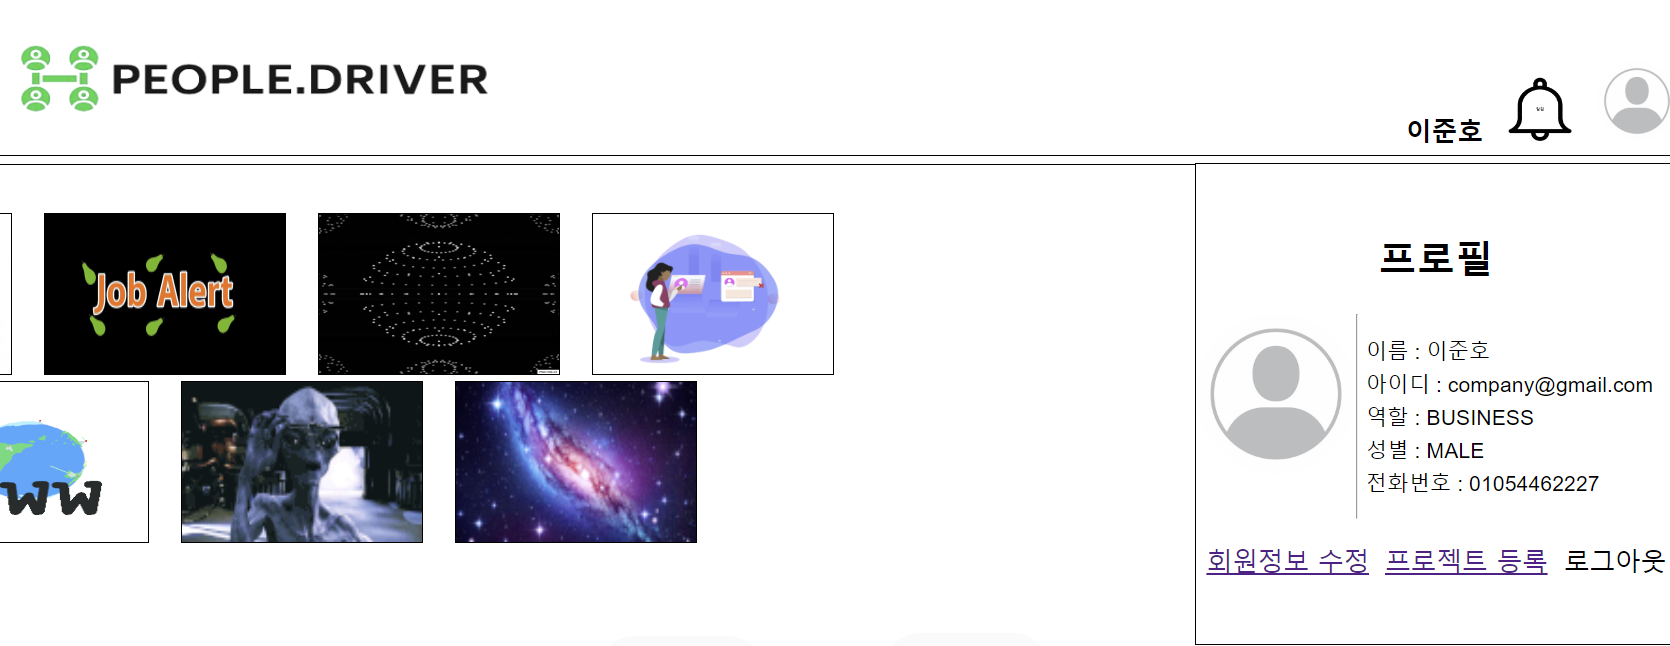 PEOPLE.DRIVER
이준호
Job Alert
ww
프로필
이름 : 이준호
아이디 : company@gmail.com
역할 : BUSINESS
성별 : MALE
전화번호 : 01054462227
회원정보 수정 프로젝트 등록 로그아웃